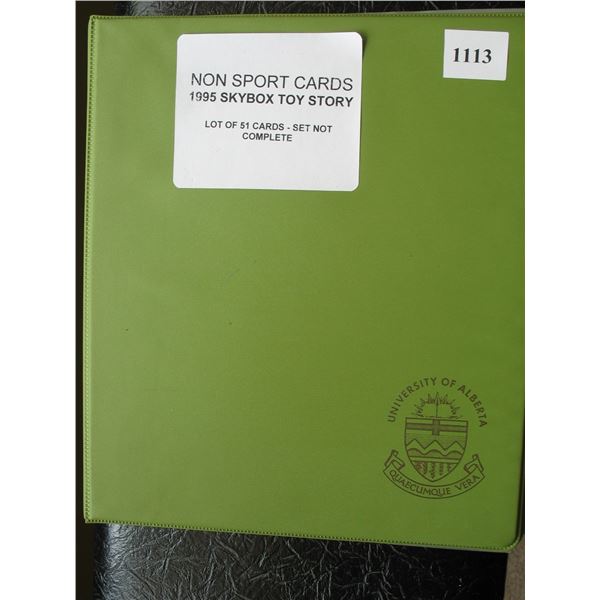 1113
NON SPORT CARDS
1995 SKYBOX TOY STORY
LOT OF 51 CARDS - SET NOT
COMPLETE
UNIVERSITY OF ALBERTA
QUAECUMQUE VERA